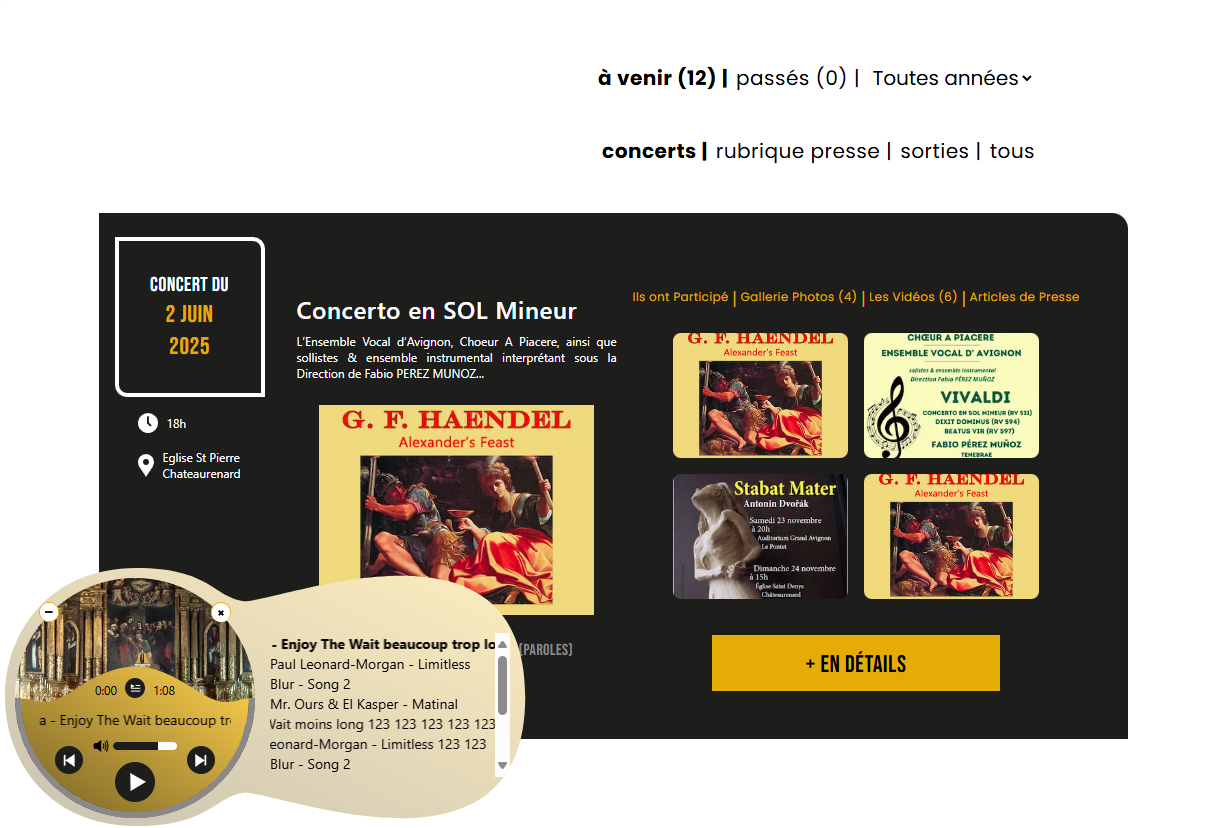 à venir (12) | passés (0) | Toutes années
concerts | rubrique presse | sorties | tous
CONCERT DU
2 JUIN
2025
18h
Eglise St Pierre
Chateaurenard
Concerto en SOL Mineur
L'Ensemble Vocal d'Avignon, Choeur A Piacere, ainsi que
sollistes & ensemble instrumental interprétant sous la
Direction de Fabio PEREZ MUNOZ...
G. F. HAENDEL
Alexander's Feast
[PAROLES]
Ils ont Participé | Gallerie Photos (4) | Les Vidéos (6) | Articles de Presse
G. F. HAENDEL
Alexander's Feast
CHŒUR A PIACERE
ENSEMBLE VOCAL D' AVIGNON
solistes & ensemble instrumental
Direction Fabio PÉREZ MUÑOZ
VIVALDI
CONCERTO EN SOL MINEUR (RV 531)
DIXIT DOMINUS (RV 594)
BEATUS VIR (RV 597)
FABIO PÉREZ MUÑOZ
TENEBRAE
Stabat Mater
Antonin Dvořák
Samedi 23 novembre
à 20h
Auditorium Grand Avignon
Le Pontet
Dimanche 24 novembre
à 15h
Église Saint Denys
Châteaurenard
G. F. HAENDEL
Alexander's Feast
+ EN DÉTAILS
0:00 1:08
a - Enjoy The Wait beaucoup tr
- Enjoy The Wait beaucoup trop lo
Paul Leonard-Morgan - Limitless
Blur - Song 2
Mr. Ours & El Kasper - Matinal
Wait moins long 123 123 123 123 123
eonard-Morgan - Limitless 123 123
Blur - Song 2